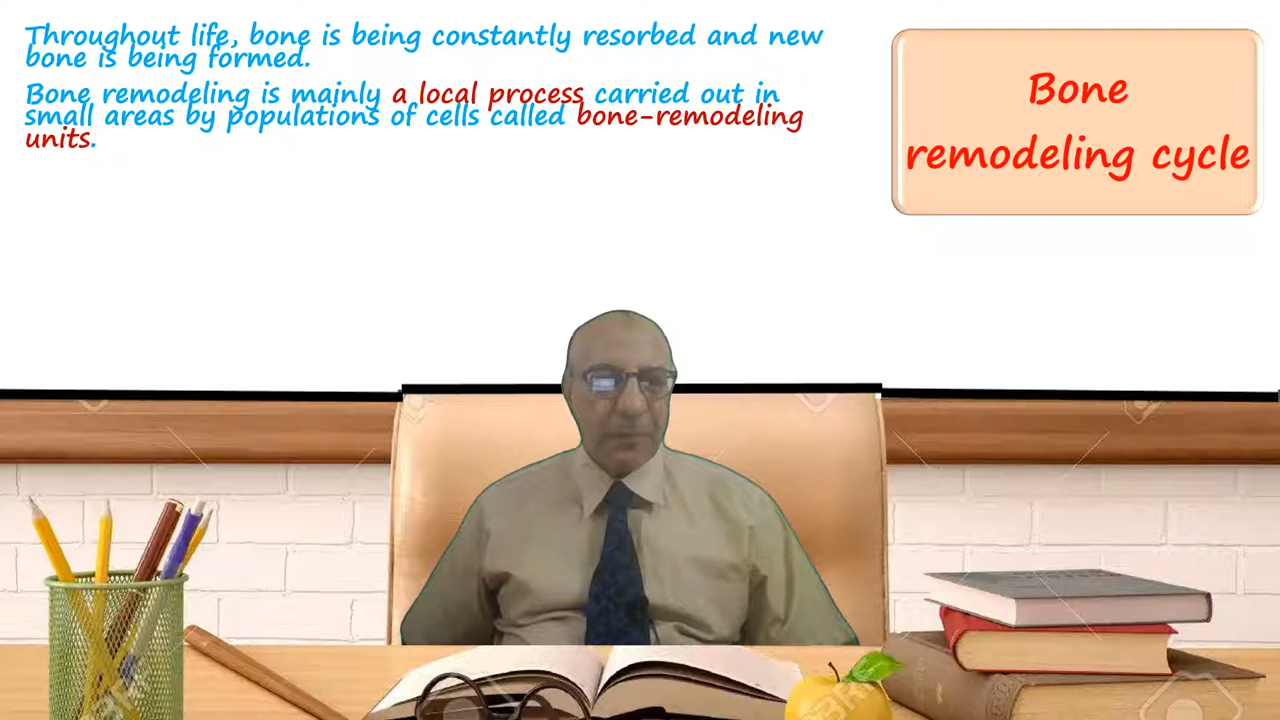 Throughout life, bone is being constantly resorbed and new
bone is being formed.
Bone remodeling is mainly a local process carried out in
small areas by populations of cells called bone-remodeling
units.
Bone
remodeling cycle